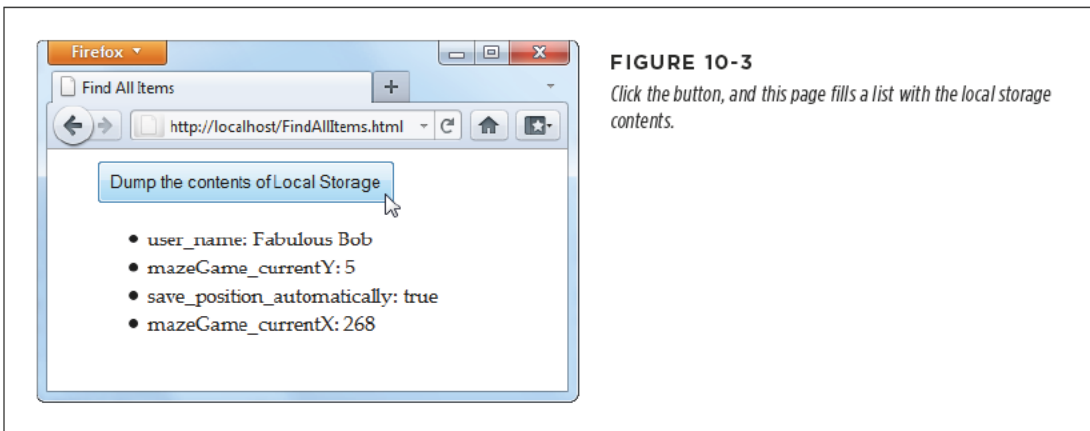 Firefox
Find All Items
http://localhost/FindAllItems.html
Dump the contents of Local Storage
user_name: Fabulous Bob
mazeGame_currentY: 5
save_position_automatically: true
mazeGame_currentX: 268
FIGURE 10-3
Click the button, and this page fills a list with the local storage
contents.